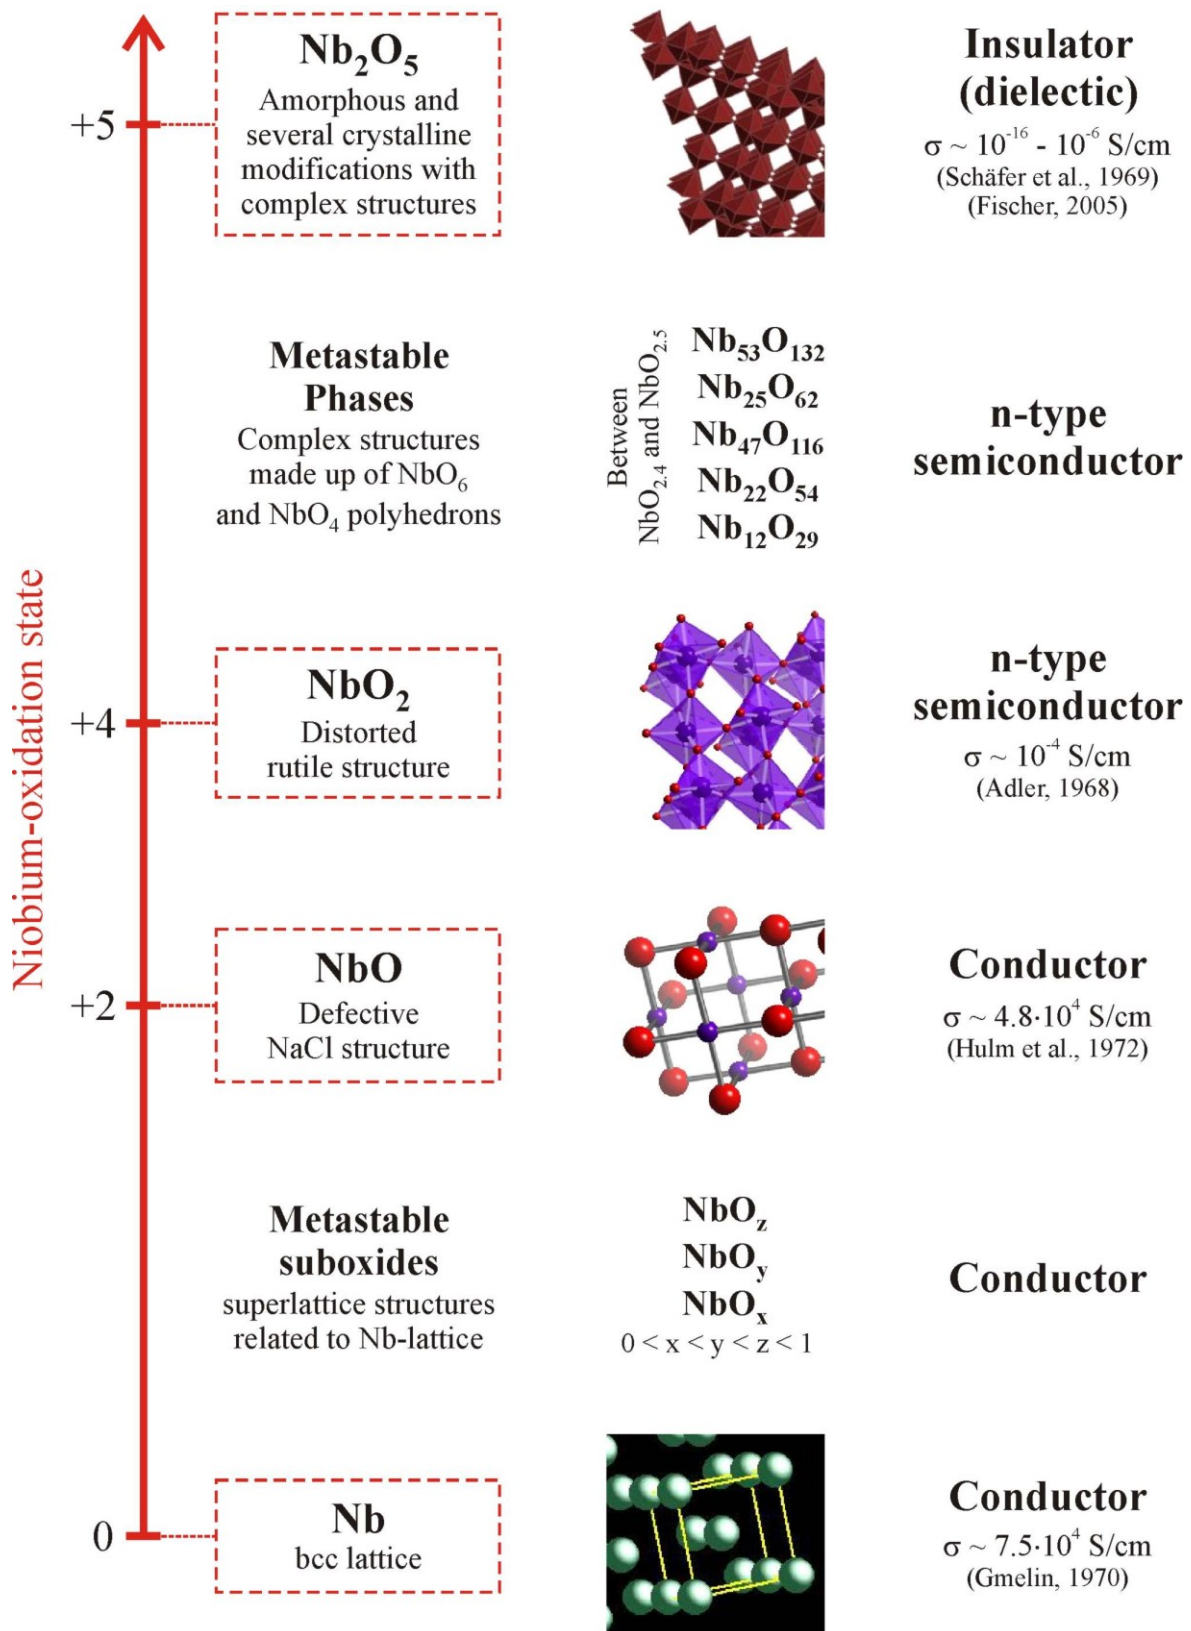 Niobium-oxidation state
+5
Nb₂O₅
Amorphous and
several crystalline
modifications with
complex structures
Insulator
(dielectic)
σ ~ 10⁻¹⁶ - 10⁻⁶ S/cm
(Schäfer et al., 1969)
(Fischer, 2005)
Metastable
Phases
Complex structures
made up of NbO₆
and NbO₄ polyhedrons
Between
NbO₂.₄ and NbO₂.₅
Nb₅₃O₁₃₂
Nb₂₅O₆₂
Nb₄₇O₁₁₆
Nb₂₂O₅₄
Nb₁₂O₂₉
n-type
semiconductor
+4
NbO₂
Distorted
rutile structure
n-type
semiconductor
σ ~ 10⁻⁴ S/cm
(Adler, 1968)
+2
NbO
Defective
NaCl structure
Conductor
σ ~ 4.8·10⁴ S/cm
(Hulm et al., 1972)
Metastable
suboxides
superlattice structures
related to Nb-lattice
NbO_z
NbO_y
NbOₓ
0 < x < y < z < 1
Conductor
0
Nb
bcc lattice
Conductor
σ ~ 7.5·10⁴ S/cm
(Gmelin, 1970)